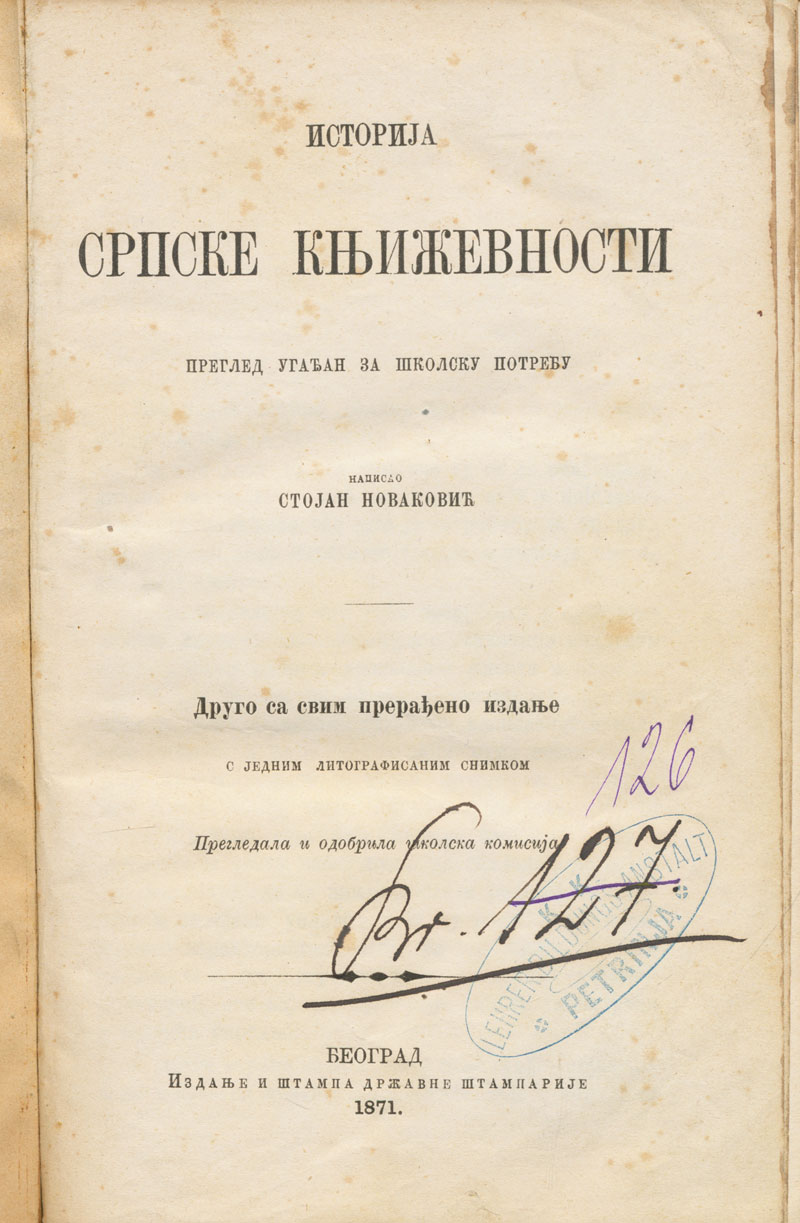 ИСТОРИЈА
СРПСКЕ КЊИЖЕВНОСТИ
ПРЕГЛЕД УГАЂАН ЗА ШКОЛСКУ ПОТРЕБУ
НАПИСАО
СТОЈАН НОВАКОВИЋ
Друго са свим прерађено издање
С ЈЕДНИМ ЛИТОГРАФИСАНИМ СНИМКОМ
126
Прегледала и одобрила школска комисија
Br. 127.
K. K.
LEHRERBILDUNGSANSTALT
PETRINJA
БЕОГРАД
ИЗДАЊЕ И ШТАМПА ДРЖАВНЕ ШТАМПАРИЈЕ
1871.